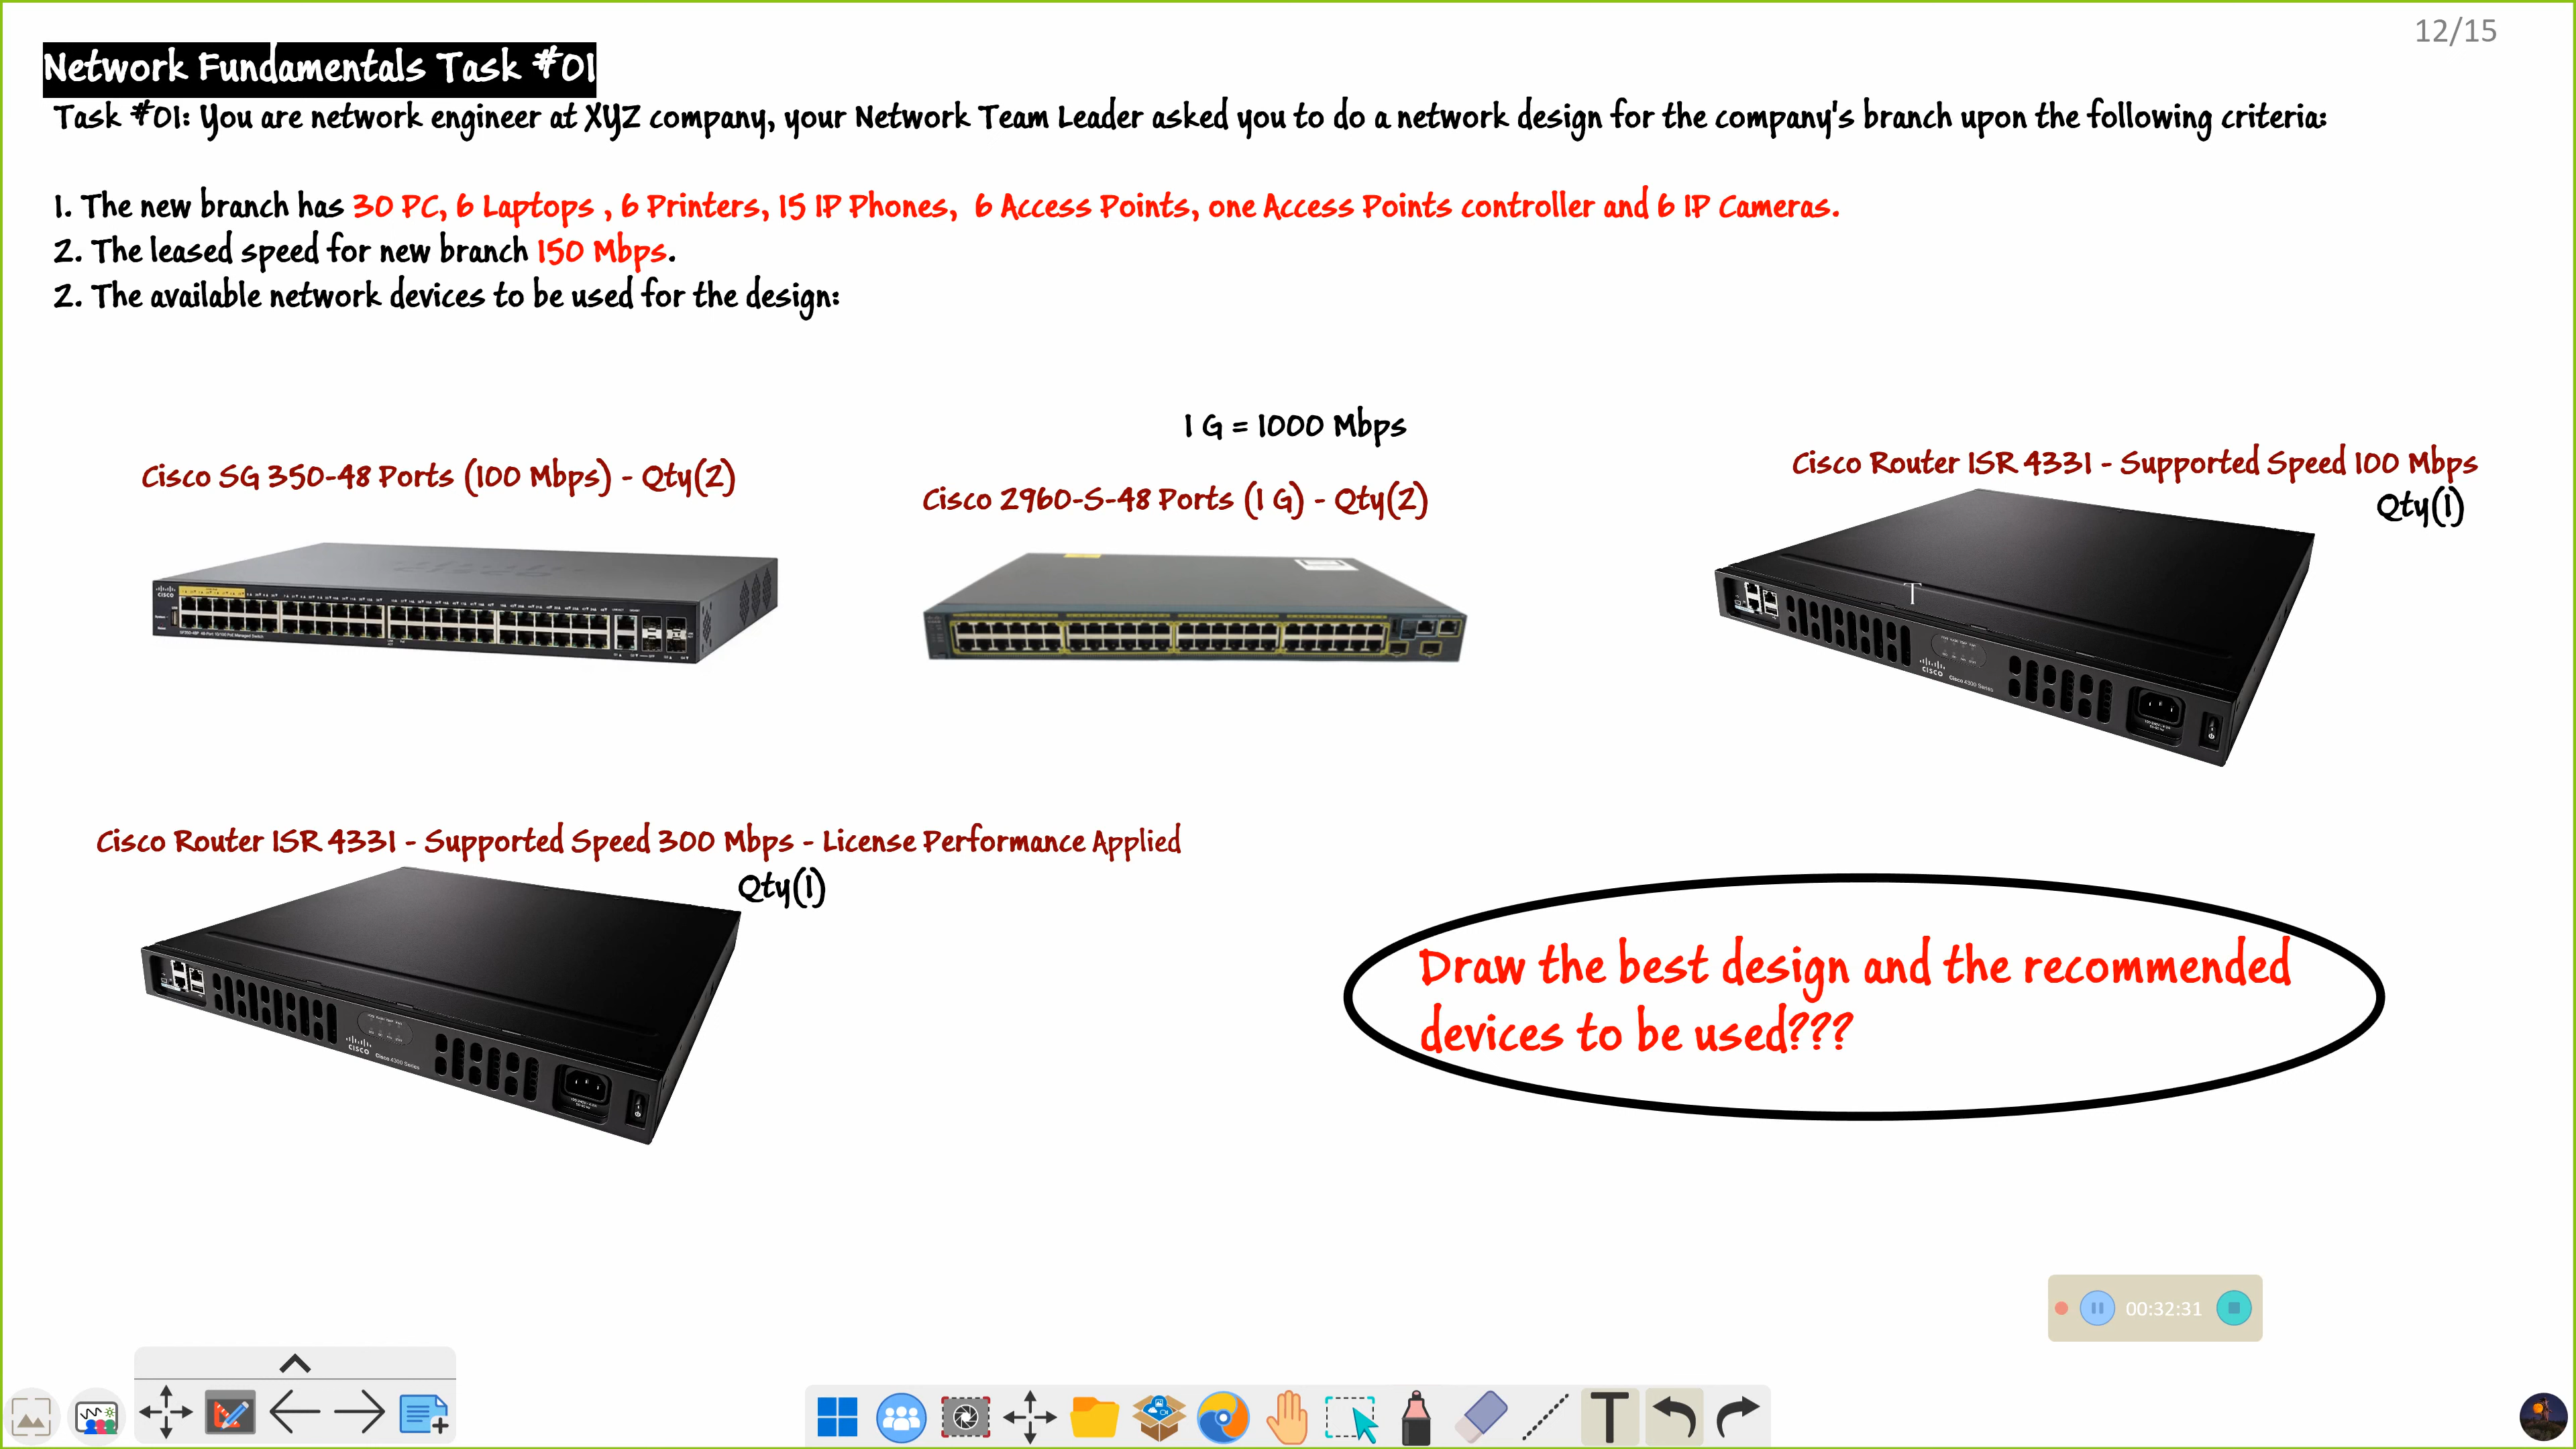 12/15
Network Fundamentals Task #01
Task #01: You are network engineer at XYZ company, your Network Team Leader asked you to do a network design for the company's branch upon the following criteria:
1. The new branch has 30 PC, 6 Laptops , 6 Printers, 15 IP Phones, 6 Access Points, one Access Points controller and 6 IP Cameras.
2. The leased speed for new branch 150 Mbps.
2. The available network devices to be used for the design:
1 G = 1000 Mbps
Cisco SG 350-48 Ports (100 Mbps) - Qty(2)
Cisco 2960-S-48 Ports (1 G) - Qty(2)
Cisco Router ISR 4331 - Supported Speed 100 Mbps
Qty(1)
Cisco Router ISR 4331 - Supported Speed 300 Mbps - License Performance Applied
Qty(1)
Draw the best design and the recommended
devices to be used???
00:32:31